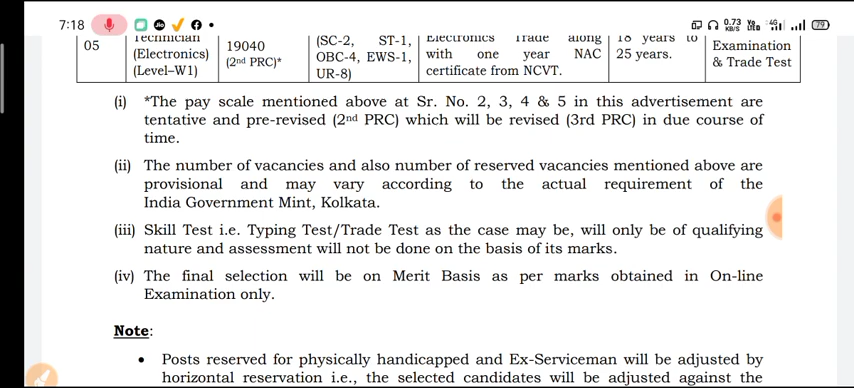 7:18
0.73 KB/S 4G 79
05 Technician (SC-2, ST-1, Electronics Trade along 18 years to Examination
(Electronics) 19040 OBC-4, EWS-1, with one year NAC 25 years. & Trade Test
(Level–W1) (2nd PRC)* UR-8) certificate from NCVT.
(i) *The pay scale mentioned above at Sr. No. 2, 3, 4 & 5 in this advertisement are
tentative and pre-revised (2nd PRC) which will be revised (3rd PRC) in due course of
time.
(ii) The number of vacancies and also number of reserved vacancies mentioned above are
provisional and may vary according to the actual requirement of the
India Government Mint, Kolkata.
(iii) Skill Test i.e. Typing Test/Trade Test as the case may be, will only be of qualifying
nature and assessment will not be done on the basis of its marks.
(iv) The final selection will be on Merit Basis as per marks obtained in On-line
Examination only.
Note:
• Posts reserved for physically handicapped and Ex-Serviceman will be adjusted by
horizontal reservation i.e., the selected candidates will be adjusted against the